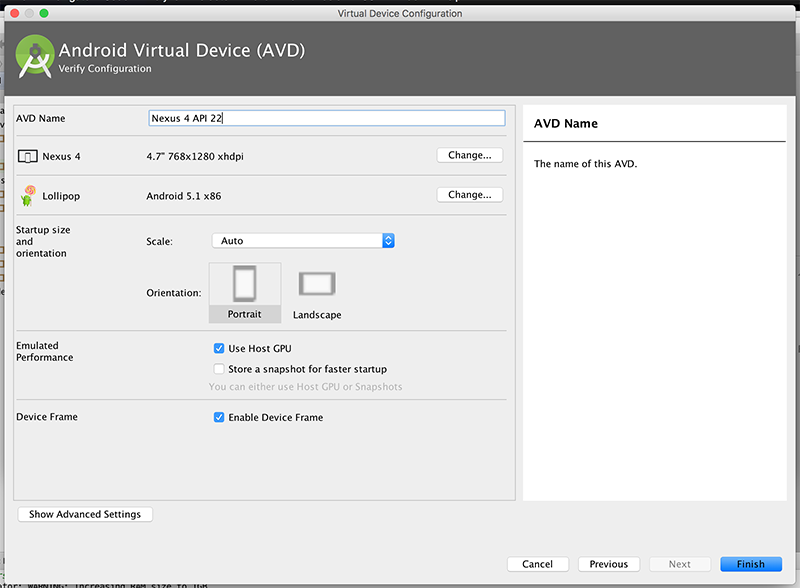 Virtual Device Configuration
Android Virtual Device (AVD)
Verify Configuration
AVD Name
Nexus 4 API 22
Nexus 4
4.7" 768x1280 xhdpi
Change...
Lollipop
Android 5.1 x86
Change...
Startup size
and
orientation
Scale:
Auto
Orientation:
Portrait
Landscape
Emulated
Performance
Use Host GPU
Store a snapshot for faster startup
You can either use Host GPU or Snapshots
Device Frame
Enable Device Frame
Show Advanced Settings
AVD Name
The name of this AVD.
Cancel
Previous
Next
Finish